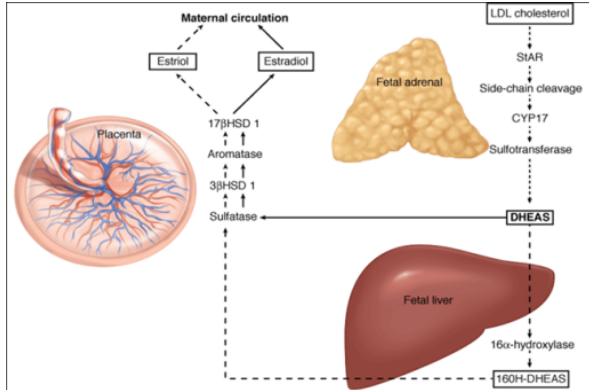 Maternal circulation
Estriol
Estradiol
17βHSD 1
Aromatase
3βHSD 1
Sulfatase
Placenta
Fetal adrenal
LDL cholesterol
StAR
Side-chain cleavage
CYP17
Sulfotransferase
DHEAS
Fetal liver
16α-hydroxylase
160H-DHEAS